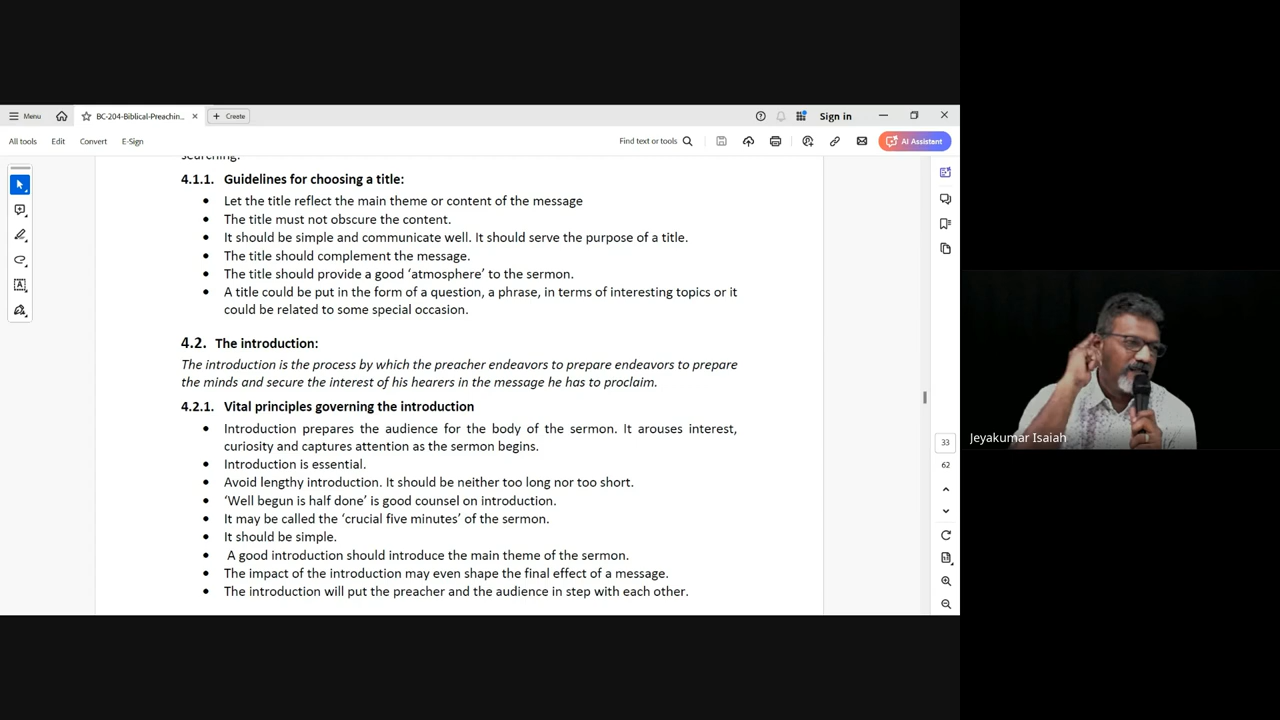 Menu
BC-204-Biblical-Preachin...
Create
Sign in
All tools
Edit
Convert
E-Sign
Find text or tools
AI Assistant
searching.
4.1.1. Guidelines for choosing a title:
• Let the title reflect the main theme or content of the message
• The title must not obscure the content.
• It should be simple and communicate well. It should serve the purpose of a title.
• The title should complement the message.
• The title should provide a good ‘atmosphere’ to the sermon.
• A title could be put in the form of a question, a phrase, in terms of interesting topics or it
could be related to some special occasion.
4.2. The introduction:
The introduction is the process by which the preacher endeavors to prepare endeavors to prepare
the minds and secure the interest of his hearers in the message he has to proclaim.
4.2.1. Vital principles governing the introduction
• Introduction prepares the audience for the body of the sermon. It arouses interest,
curiosity and captures attention as the sermon begins.
• Introduction is essential.
• Avoid lengthy introduction. It should be neither too long nor too short.
• ‘Well begun is half done’ is good counsel on introduction.
• It may be called the ‘crucial five minutes’ of the sermon.
• It should be simple.
• A good introduction should introduce the main theme of the sermon.
• The impact of the introduction may even shape the final effect of a message.
• The introduction will put the preacher and the audience in step with each other.
33
62
Jeyakumar Isaiah